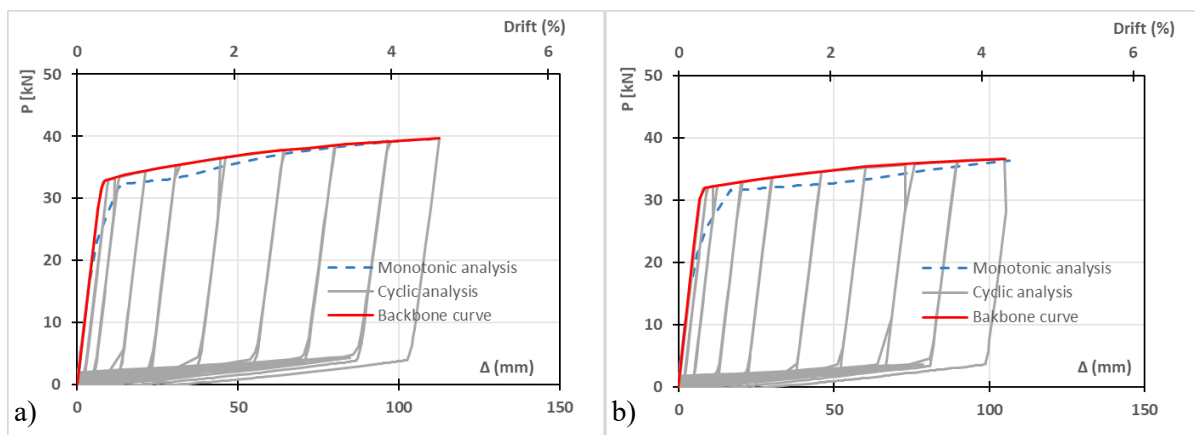 Drift (%)
0 2 4 6
P [kN]
50
40
30
20
10
0
Monotonic analysis
Cyclic analysis
Backbone curve
Δ (mm)
0 50 100 150
a)
Drift (%)
0 2 4 6
P [kN]
50
40
30
20
10
0
Monotonic analysis
Cyclic analysis
Bakbone curve
Δ (mm)
0 50 100 150
b)